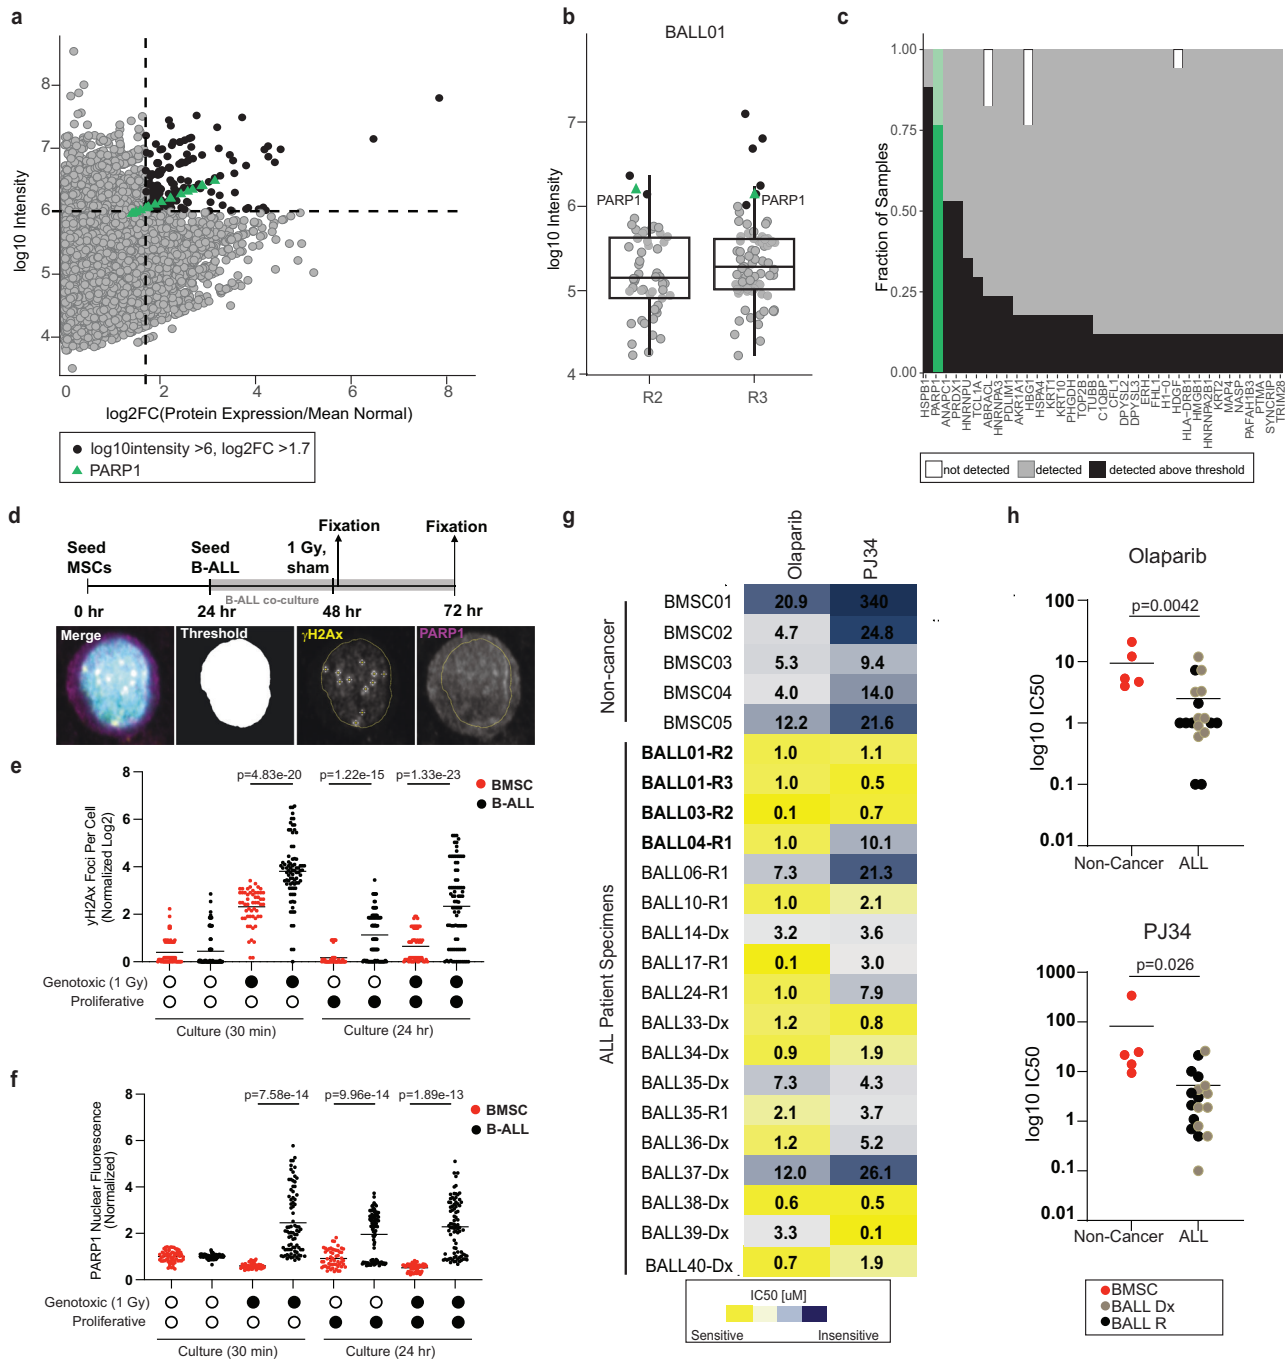 a
8
7
6
5
4
log10 Intensity
0
2
4
6
8
log2FC(Protein Expression/Mean Normal)
log10intensity >6, log2FC >1.7
PARP1
b
BALL01
7
6
5
4
log10 Intensity
PARP1
PARP1
R2
R3
c
1.00
0.75
0.50
0.25
0.00
Fraction of Samples
HSPB1
PARP1
ANAPC1
PRDX1
HNRNPU
TCL1A
ABRACL
HNRNPA3
PDLIM1
AKR1A1
HBG1
HSPA4
KRT1
KRT10
PHGDH
TOP2B
TUBB
C1QBP
CFL1
DPYSL2
DPYSL3
ERH
FHL1
H1-0
HDGF
HLA-DRB1
HMGB1
HNRNPA2B1
KRT2
MAP4
NASP
PAFAH1B3
PTMA
SYNCRIP
TRIM28
not detected
detected
detected above threshold
d
Fixation
Fixation
Seed
MSCs
Seed
B-ALL
1 Gy,
sham
B-ALL co-culture
0 hr
24 hr
48 hr
72 hr
Merge
Threshold
γH2Ax
PARP1
e
8
6
4
2
0
yH2Ax Foci Per Cell
(Normalized Log2)
p=4.83e-20
p=1.22e-15
p=1.33e-23
BMSC
B-ALL
Genotoxic (1 Gy)
Proliferative
Culture (30 min)
Culture (24 hr)
f
8
6
4
2
0
PARP1 Nuclear Fluorescence
(Normalized)
p=7.58e-14
p=9.96e-14
p=1.89e-13
BMSC
B-ALL
Genotoxic (1 Gy)
Proliferative
Culture (30 min)
Culture (24 hr)
g
Olaparib
PJ34
Non-cancer
BMSC01 20.9 340
BMSC02 4.7 24.8
BMSC03 5.3 9.4
BMSC04 4.0 14.0
BMSC05 12.2 21.6
ALL Patient Specimens
BALL01-R2 1.0 1.1
BALL01-R3 1.0 0.5
BALL03-R2 0.1 0.7
BALL04-R1 1.0 10.1
BALL06-R1 7.3 21.3
BALL10-R1 1.0 2.1
BALL14-Dx 3.2 3.6
BALL17-R1 0.1 3.0
BALL24-R1 1.0 7.9
BALL33-Dx 1.2 0.8
BALL34-Dx 0.9 1.9
BALL35-Dx 7.3 4.3
BALL35-R1 2.1 3.7
BALL36-Dx 1.2 5.2
BALL37-Dx 12.0 26.1
BALL38-Dx 0.6 0.5
BALL39-Dx 3.3 0.1
BALL40-Dx 0.7 1.9
IC50 [uM]
Sensitive
Insensitive
h
Olaparib
p=0.0042
100
10
1
0.1
0.01
log10 IC50
Non-Cancer
ALL
PJ34
p=0.026
1000
100
10
1
0.1
0.01
log10 IC50
Non-Cancer
ALL
BMSC
BALL Dx
BALL R